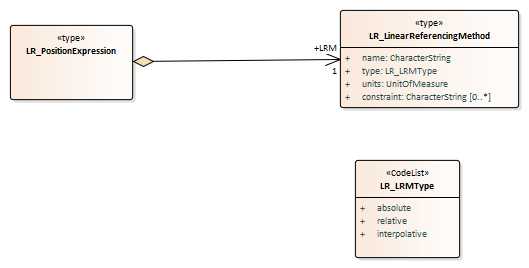 «type»
LR_PositionExpression
+LRM
1
«type»
LR_LinearReferencingMethod
+ name: CharacterString
+ type: LR_LRMType
+ units: UnitOfMeasure
+ constraint: CharacterString [0..*]
«CodeList»
LR_LRMType
+ absolute
+ relative
+ interpolative